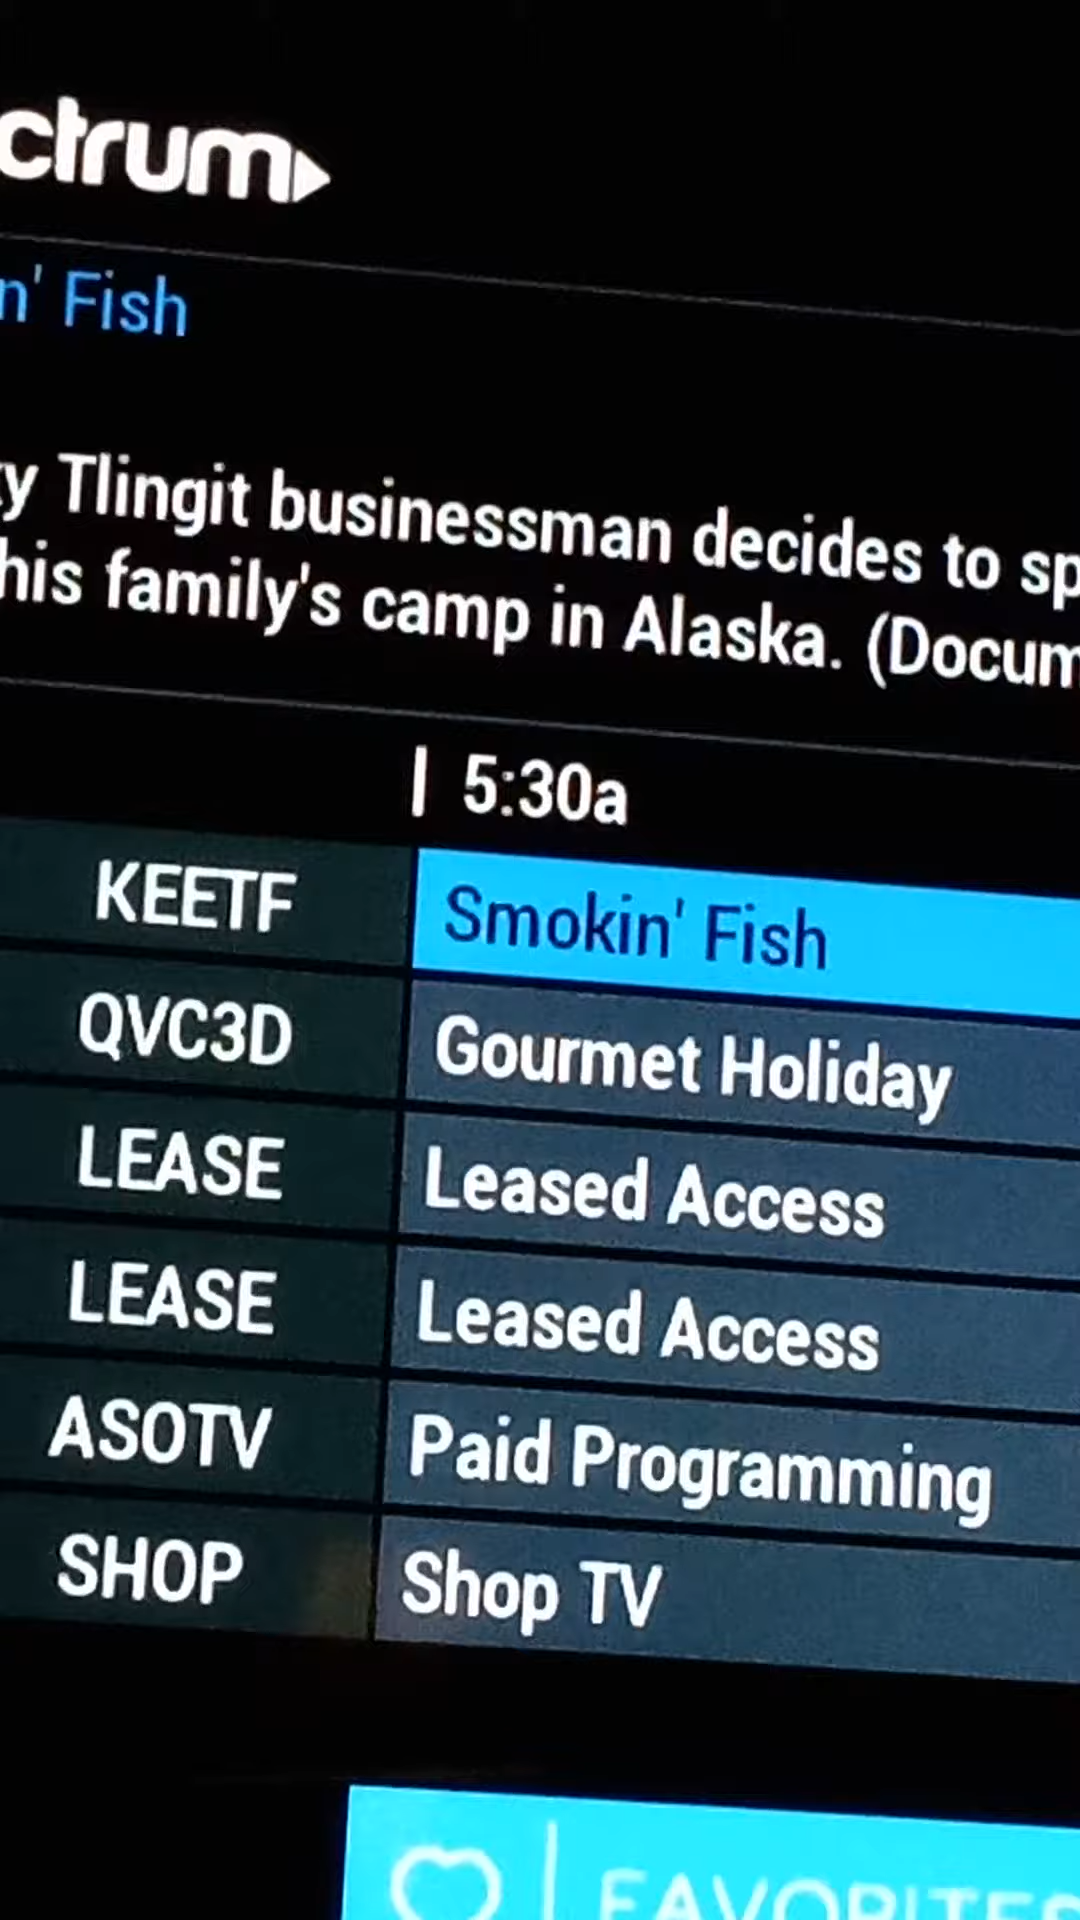 ctrum
n' Fish
y Tlingit businessman decides to sp
his family's camp in Alaska. (Docum
5:30a
KEETF Smokin' Fish
QVC3D Gourmet Holiday
LEASE Leased Access
LEASE Leased Access
ASOTV Paid Programming
SHOP Shop TV
FAVORITES